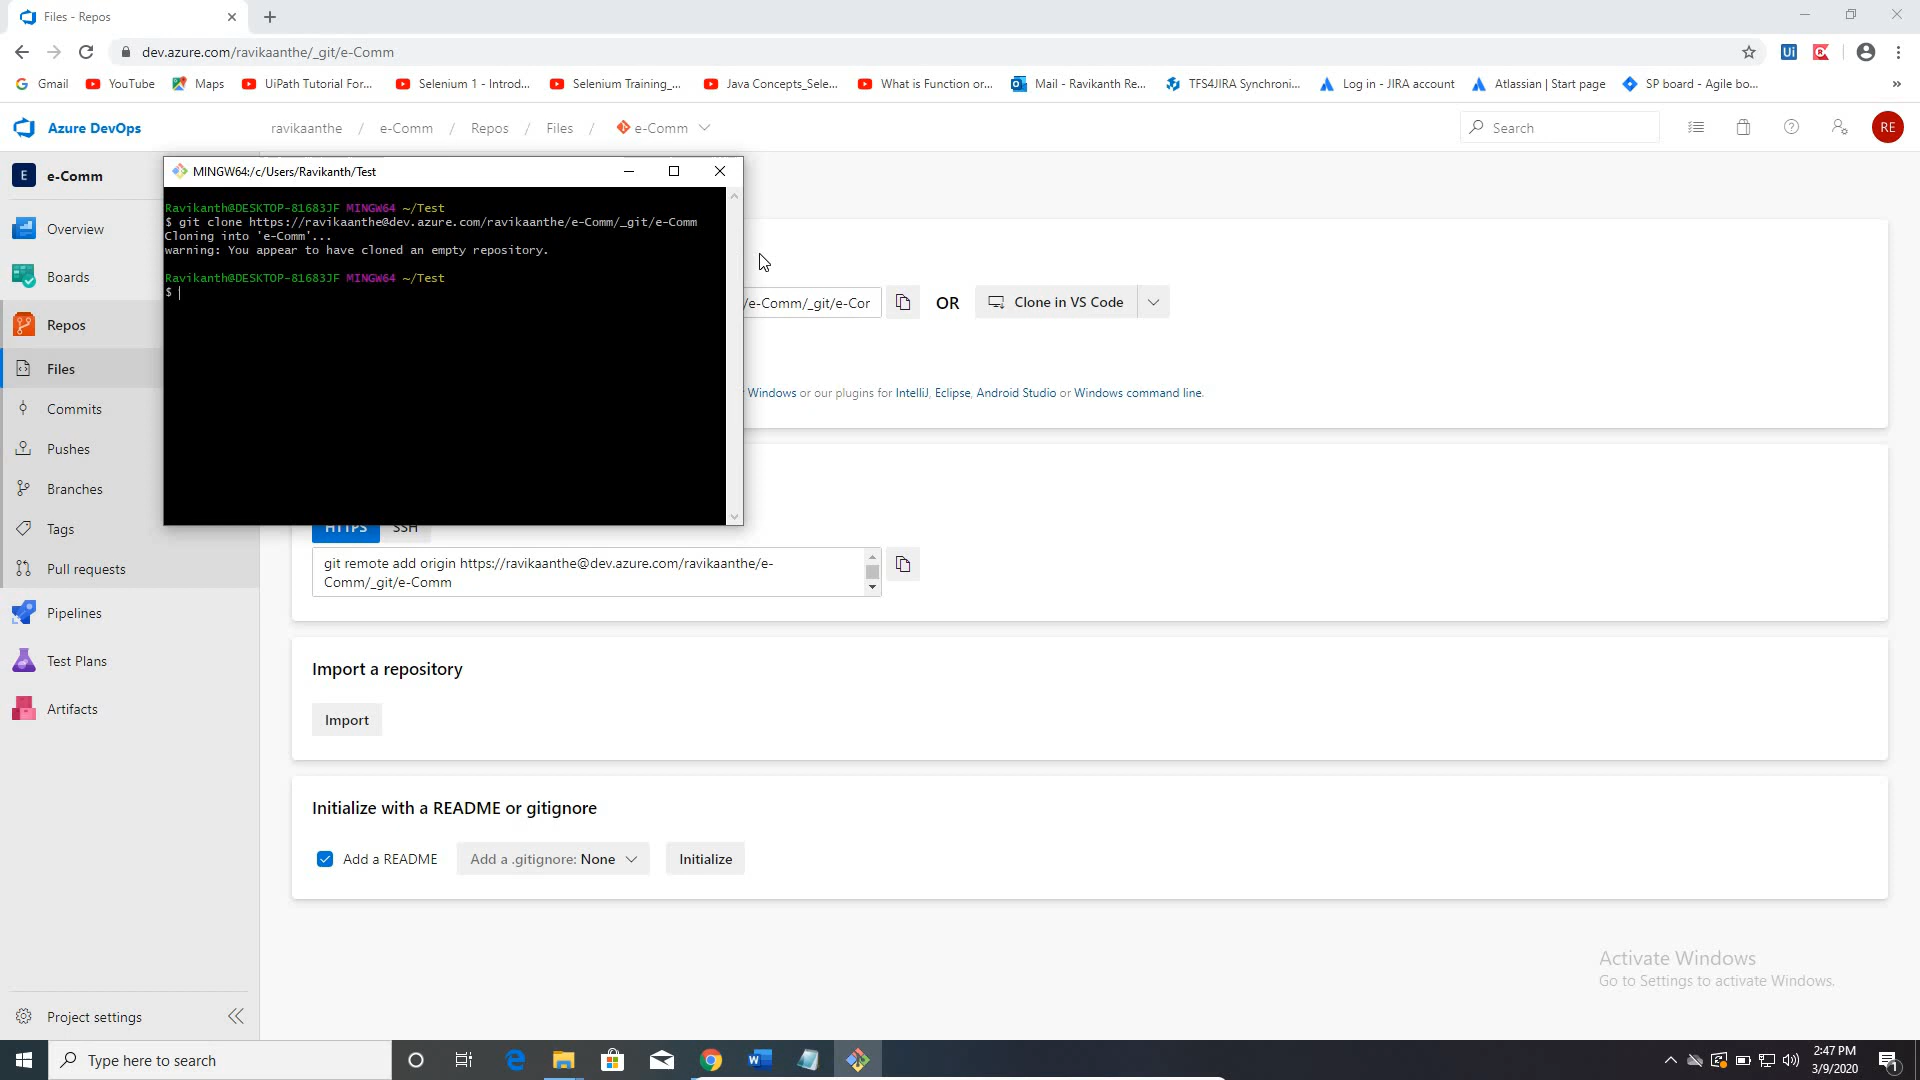 Files - Repos
dev.azure.com/ravikaanthe/_git/e-Comm
Gmail
YouTube
Maps
UiPath Tutorial For...
Selenium 1 - Introd...
Selenium Training_...
Java Concepts_Sele...
What is Function or...
Mail - Ravikanth Re...
TFS4JIRA Synchroni...
Log in - JIRA account
Atlassian | Start page
SP board - Agile bo...
Azure DevOps
ravikaanthe / e-Comm / Repos / Files / e-Comm
Search
RE
E e-Comm
Overview
Boards
Repos
Files
Commits
Pushes
Branches
Tags
Pull requests
Pipelines
Test Plans
Artifacts
Project settings
MINGW64:/c/Users/Ravikanth/Test
Ravikanth@DESKTOP-81683JF MINGW64 ~/Test
$ git clone https://ravikaanthe@dev.azure.com/ravikaanthe/e-Comm/_git/e-Comm
Cloning into 'e-Comm'...
warning: You appear to have cloned an empty repository.
Ravikanth@DESKTOP-81683JF MINGW64 ~/Test
$
/e-Comm/_git/e-Cor
OR
Clone in VS Code
Windows or our plugins for IntelliJ, Eclipse, Android Studio or Windows command line.
HTTPS
SSH
git remote add origin https://ravikaanthe@dev.azure.com/ravikaanthe/e-
Comm/_git/e-Comm
Import a repository
Import
Initialize with a README or gitignore
Add a README
Add a .gitignore: None
Initialize
Activate Windows
Go to Settings to activate Windows.
Type here to search
2:47 PM
3/9/2020
1